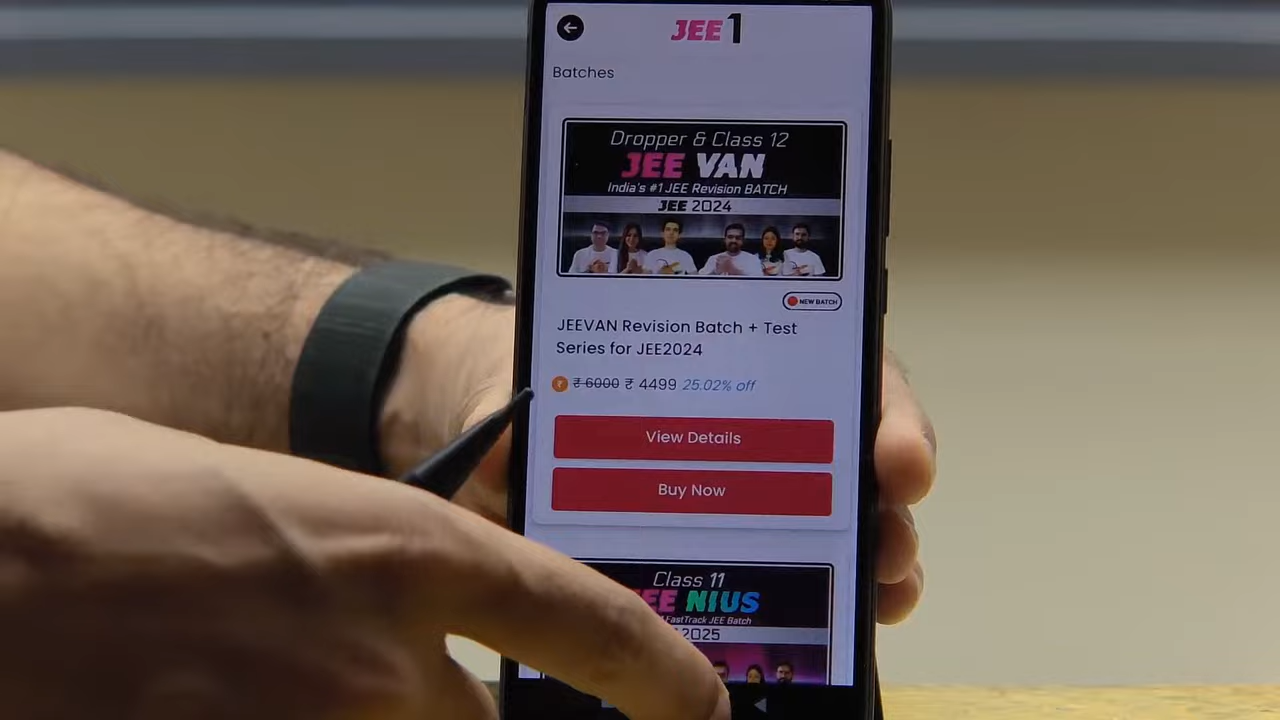 JEE 1
Batches
Dropper & Class 12
JEE VAN
India's #1 JEE Revision BATCH
JEE 2024
NEW BATCH
JEEVAN Revision Batch + Test
Series for JEE2024
₹ 6000 ₹ 4499 25.02% off
View Details
Buy Now
Class 11
NIUS
FastTrack JEE Batch
2025